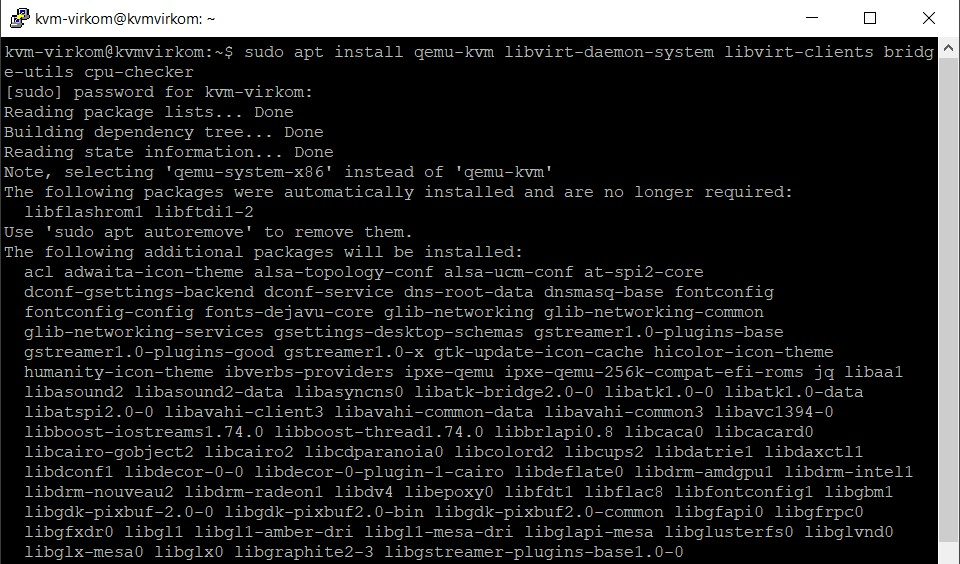 kvm-virkom@kvmvirkom: ~
kvm-virkom@kvmvirkom:~$ sudo apt install qemu-kvm libvirt-daemon-system libvirt-clients bridg
e-utils cpu-checker
[sudo] password for kvm-virkom:
Reading package lists... Done
Building dependency tree... Done
Reading state information... Done
Note, selecting 'qemu-system-x86' instead of 'qemu-kvm'
The following packages were automatically installed and are no longer required:
  libflashrom1 libftdi1-2
Use 'sudo apt autoremove' to remove them.
The following additional packages will be installed:
  acl adwaita-icon-theme alsa-topology-conf alsa-ucm-conf at-spi2-core
  dconf-gsettings-backend dconf-service dns-root-data dnsmasq-base fontconfig
  fontconfig-config fonts-dejavu-core glib-networking glib-networking-common
  glib-networking-services gsettings-desktop-schemas gstreamer1.0-plugins-base
  gstreamer1.0-plugins-good gstreamer1.0-x gtk-update-icon-cache hicolor-icon-theme
  humanity-icon-theme ibverbs-providers ipxe-qemu ipxe-qemu-256k-compat-efi-roms jq libaa1
  libasound2 libasound2-data libasyncns0 libatk-bridge2.0-0 libatk1.0-0 libatk1.0-data
  libatspi2.0-0 libavahi-client3 libavahi-common-data libavahi-common3 libavc1394-0
  libboost-iostreams1.74.0 libboost-thread1.74.0 libbrlapi0.8 libcaca0 libcacard0
  libcairo-gobject2 libcairo2 libcdparanoia0 libcolord2 libcups2 libdatrie1 libdaxctl1
  libdconf1 libdecor-0-0 libdecor-0-plugin-1-cairo libdeflate0 libdrm-amdgpu1 libdrm-intel1
  libdrm-nouveau2 libdrm-radeon1 libdv4 libepoxy0 libfdt1 libflac8 libfontconfig1 libgbm1
  libgdk-pixbuf-2.0-0 libgdk-pixbuf2.0-bin libgdk-pixbuf2.0-common libgfapi0 libgfrpc0
  libgfxdr0 libgl1 libgl1-amber-dri libgl1-mesa-dri libglapi-mesa libglusterfs0 libglvnd0
  libglx-mesa0 libglx0 libgraphite2-3 libgstreamer-plugins-base1.0-0